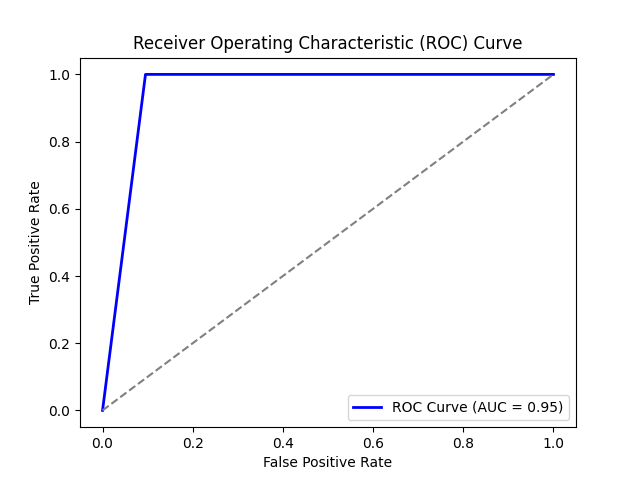 Receiver Operating Characteristic (ROC) Curve
True Positive Rate
1.0
0.8
0.6
0.4
0.2
0.0
ROC Curve (AUC = 0.95)
0.0 0.2 0.4 0.6 0.8 1.0
False Positive Rate